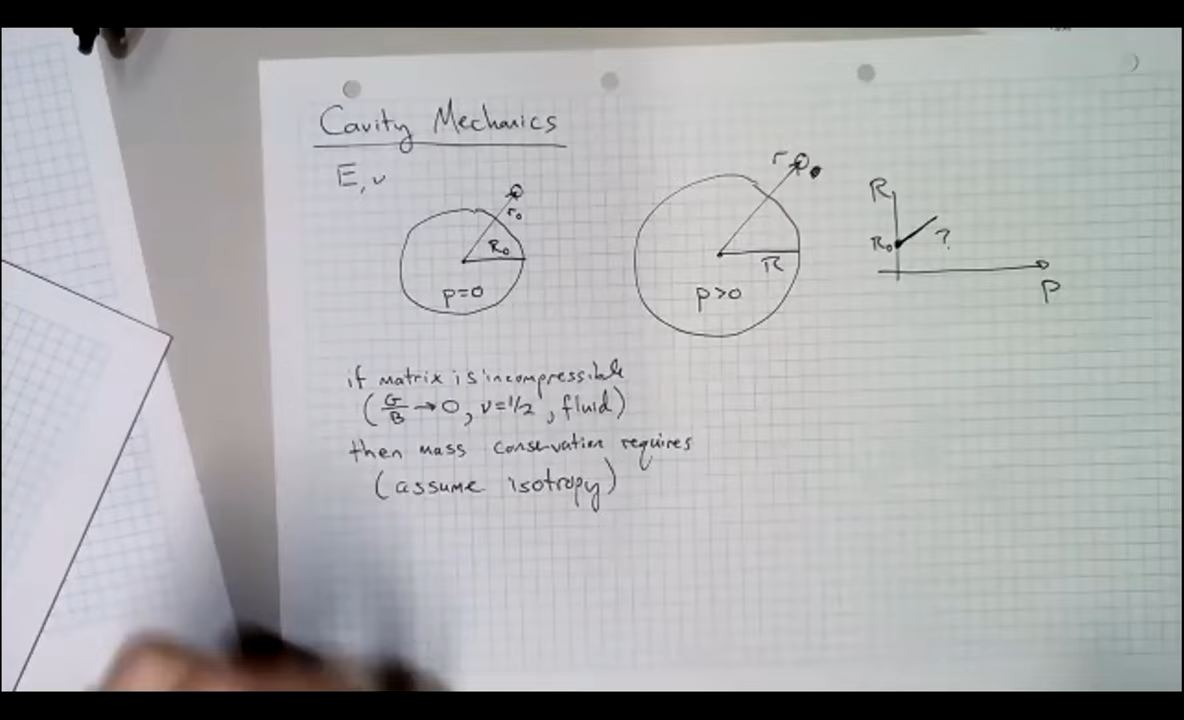 Cavity Mechanics
E, ν
r₀
R₀
p=0
r
R
p>0
R
R₀
?
P
if matrix is incompressible
(G/B → 0, ν=1/2, fluid)
then mass conservation requires
(assume isotropy)